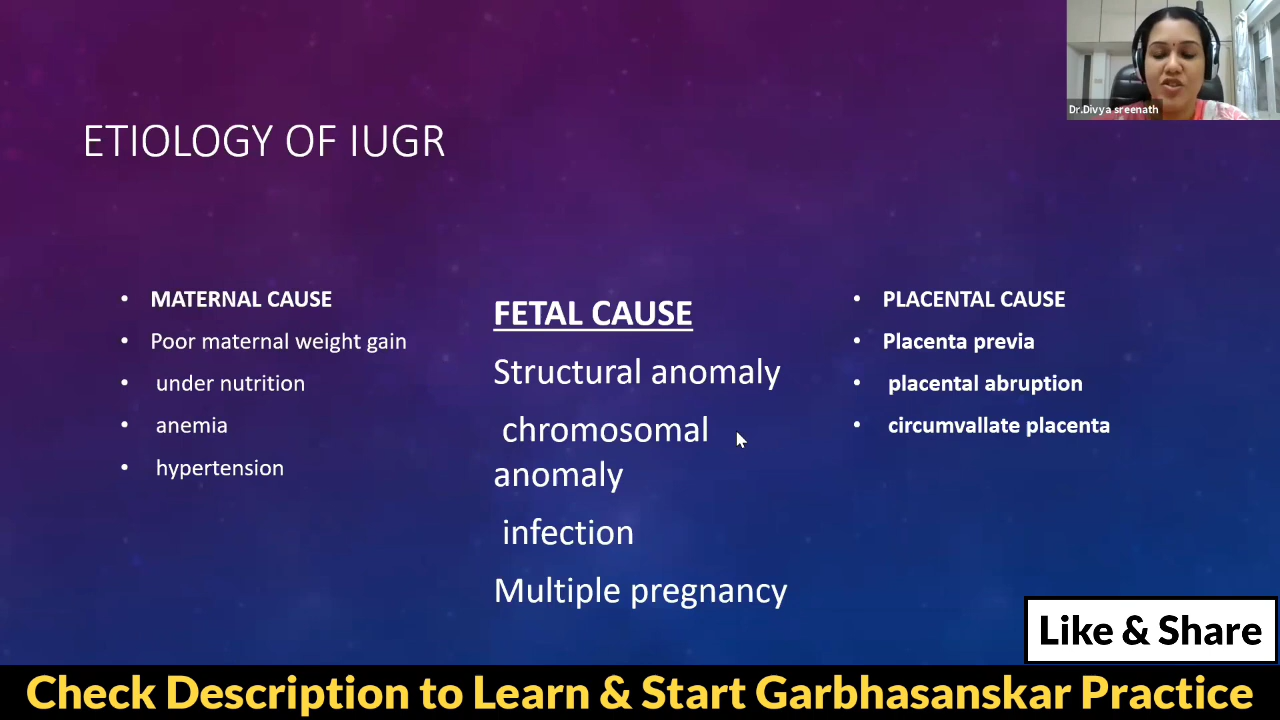 Dr.Divya sreenath
ETIOLOGY OF IUGR
• MATERNAL CAUSE
• Poor maternal weight gain
• under nutrition
• anemia
• hypertension
FETAL CAUSE
Structural anomaly
chromosomal
anomaly
infection
Multiple pregnancy
• PLACENTAL CAUSE
• Placenta previa
• placental abruption
• circumvallate placenta
Like & Share
Check Description to Learn & Start Garbhasanskar Practice